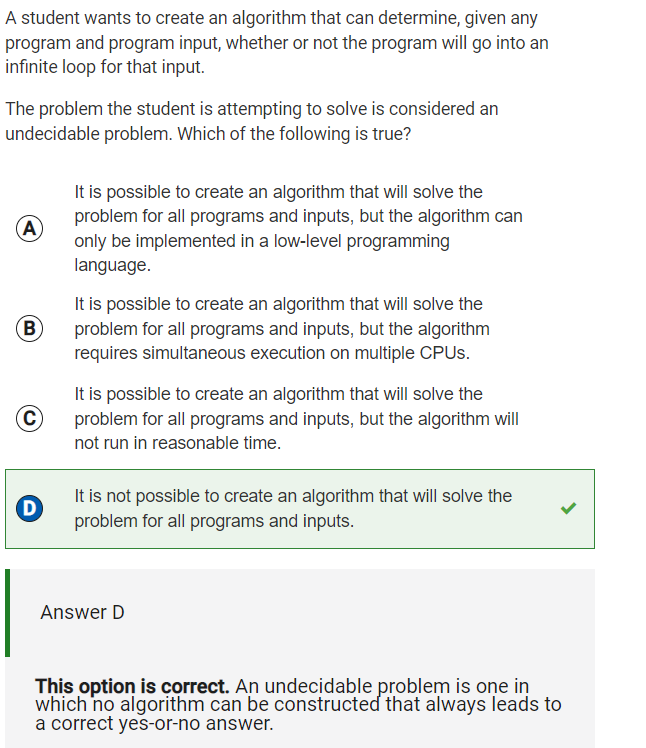 A student wants to create an algorithm that can determine, given any
program and program input, whether or not the program will go into an
infinite loop for that input.
The problem the student is attempting to solve is considered an
undecidable problem. Which of the following is true?
A
It is possible to create an algorithm that will solve the
problem for all programs and inputs, but the algorithm can
only be implemented in a low-level programming
language.
B
It is possible to create an algorithm that will solve the
problem for all programs and inputs, but the algorithm
requires simultaneous execution on multiple CPUs.
C
It is possible to create an algorithm that will solve the
problem for all programs and inputs, but the algorithm will
not run in reasonable time.
D
It is not possible to create an algorithm that will solve the
problem for all programs and inputs.
Answer D
This option is correct. An undecidable problem is one in
which no algorithm can be constructed that always leads to
a correct yes-or-no answer.